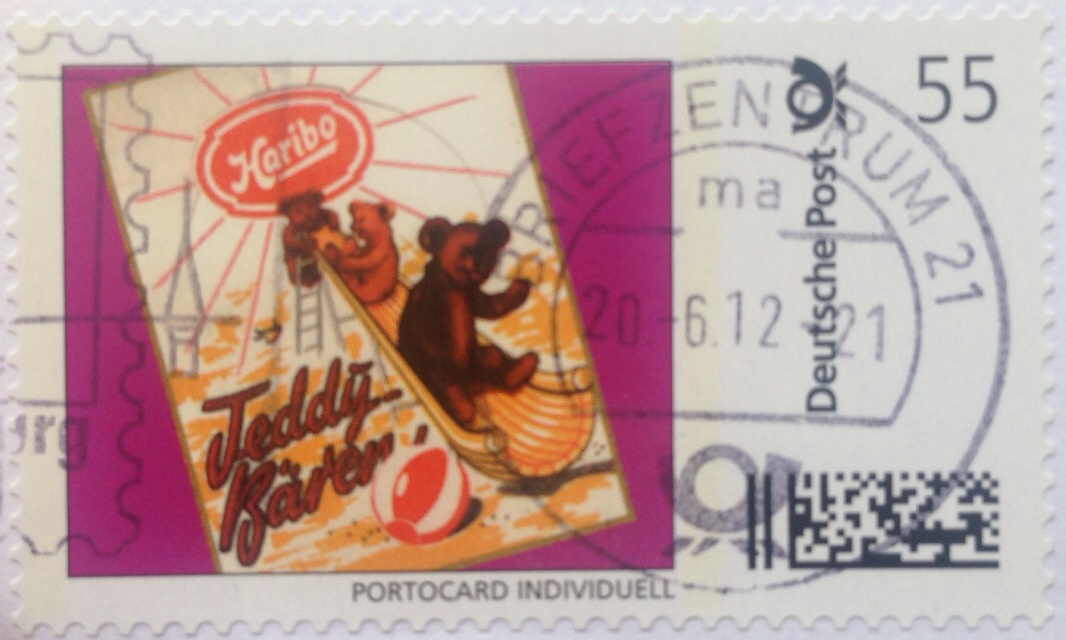 Haribo
Teddy-
Bären
PORTOCARD INDIVIDUELL
Deutsche Post
55
BRIEFZENTRUM 21
ma
20.-6.12-21